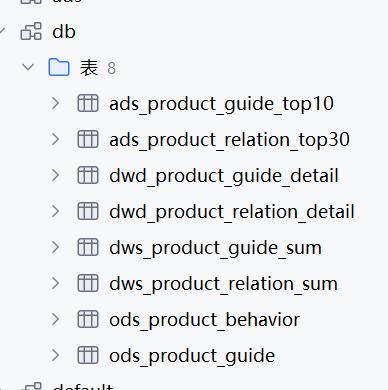 db
表 8
ads_product_guide_top10
ads_product_relation_top30
dwd_product_guide_detail
dwd_product_relation_detail
dws_product_guide_sum
dws_product_relation_sum
ods_product_behavior
ods_product_guide